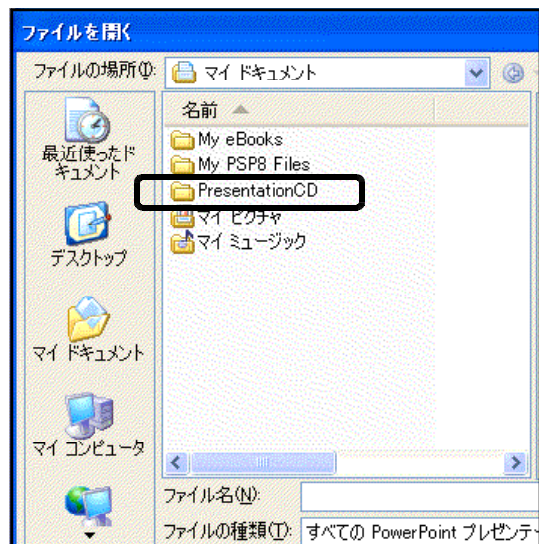 ファイルを開く
ファイルの場所(I):
マイ ドキュメント
最近使ったド
キュメント
デスクトップ
マイ ドキュメント
マイ コンピュータ
名前
My eBooks
My PSP8 Files
PresentationCD
マイ ピクチャ
マイ ミュージック
ファイル名(N):
ファイルの種類(T):
すべての PowerPoint プレゼンテー